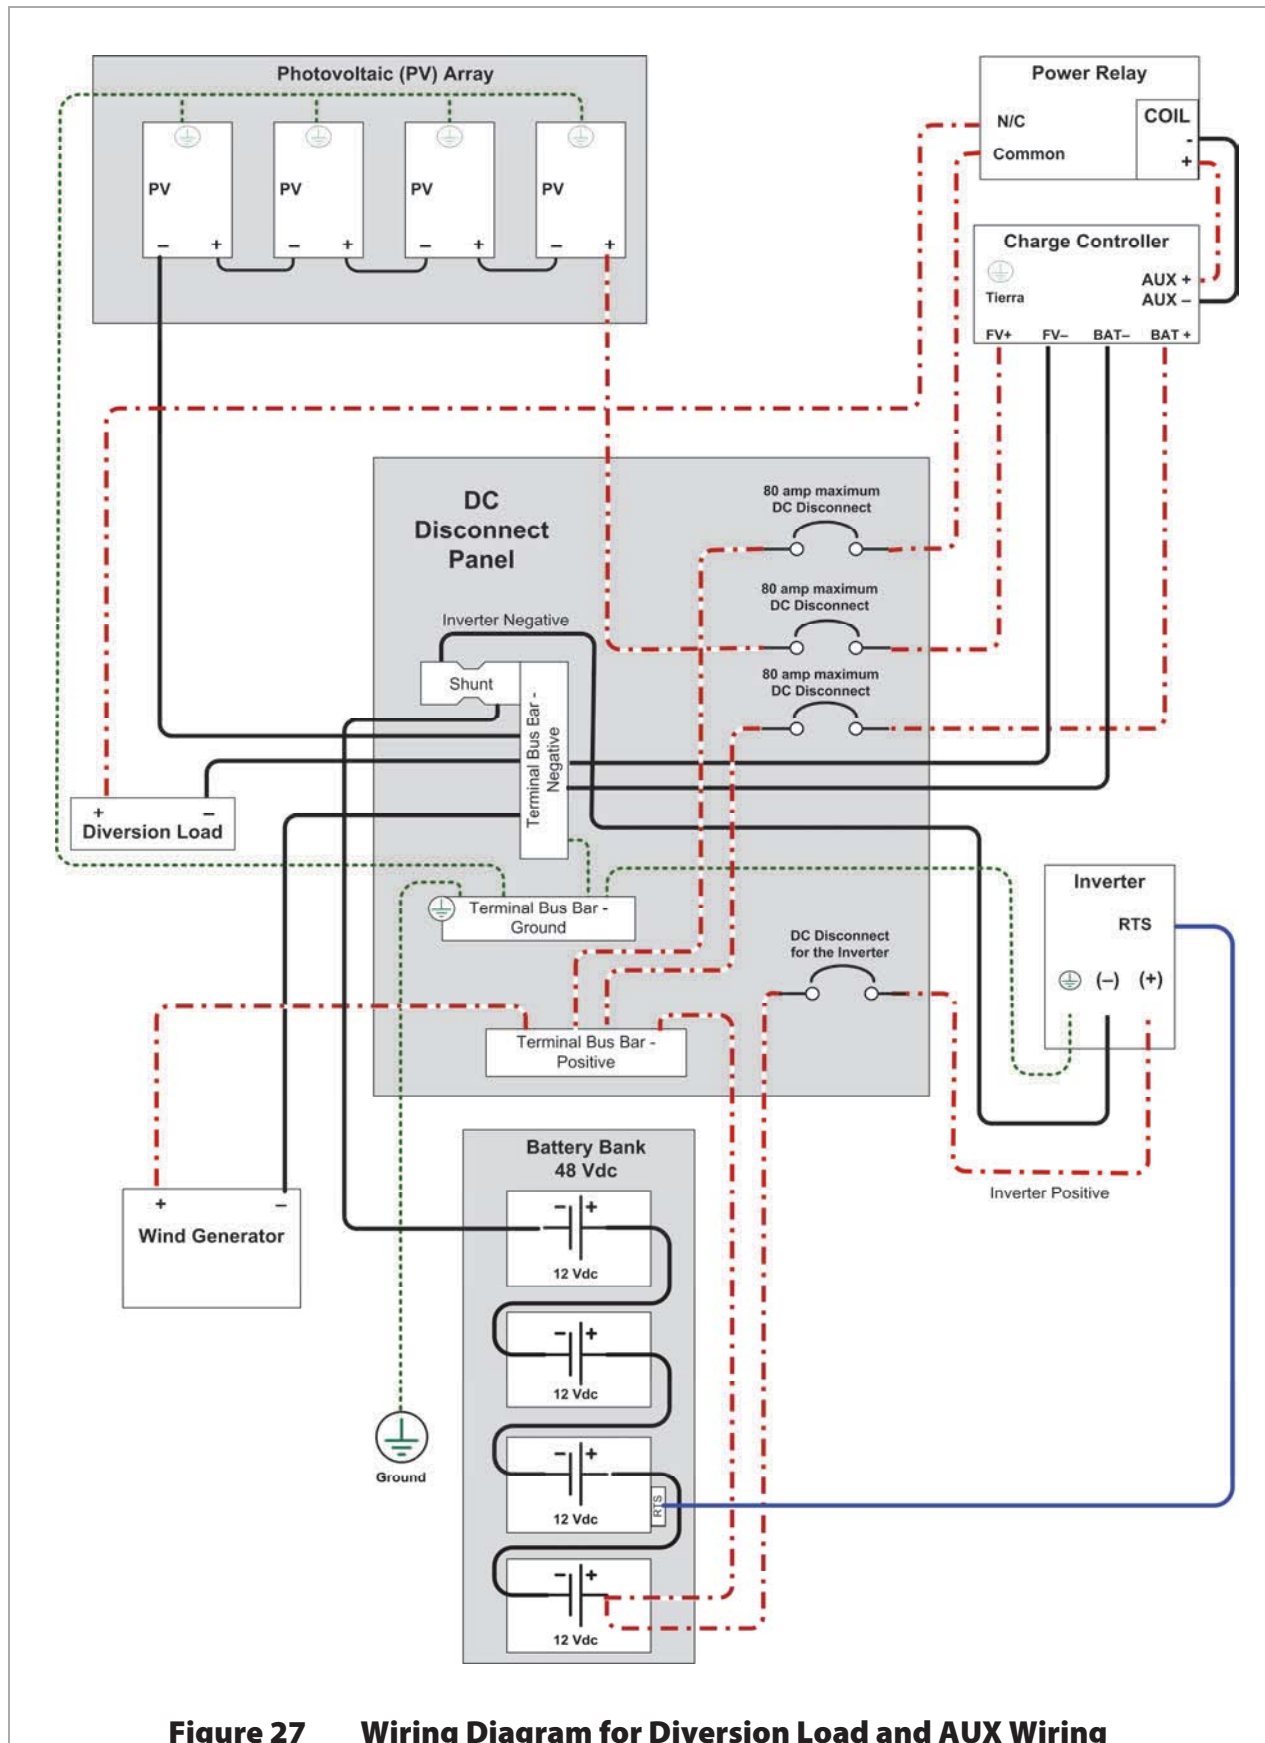 Photovoltaic (PV) Array
PV
PV
PV
PV
– +
– +
– +
– +
Power Relay
N/C
Common
COIL
-
+
Charge Controller
Tierra
AUX +
AUX –
FV+ FV– BAT– BAT +
DC
Disconnect
Panel
80 amp maximum
DC Disconnect
80 amp maximum
DC Disconnect
80 amp maximum
DC Disconnect
Inverter Negative
Shunt
Terminal Bus Bar -
Negative
+ –
Diversion Load
Terminal Bus Bar -
Ground
DC Disconnect
for the Inverter
Inverter
RTS
(–) (+)
Terminal Bus Bar -
Positive
Inverter Positive
+ –
Wind Generator
Battery Bank
48 Vdc
- +
12 Vdc
- +
12 Vdc
- +
12 Vdc
RTS
- +
12 Vdc
Ground
Figure 27 Wiring Diagram for Diversion Load and AUX Wiring